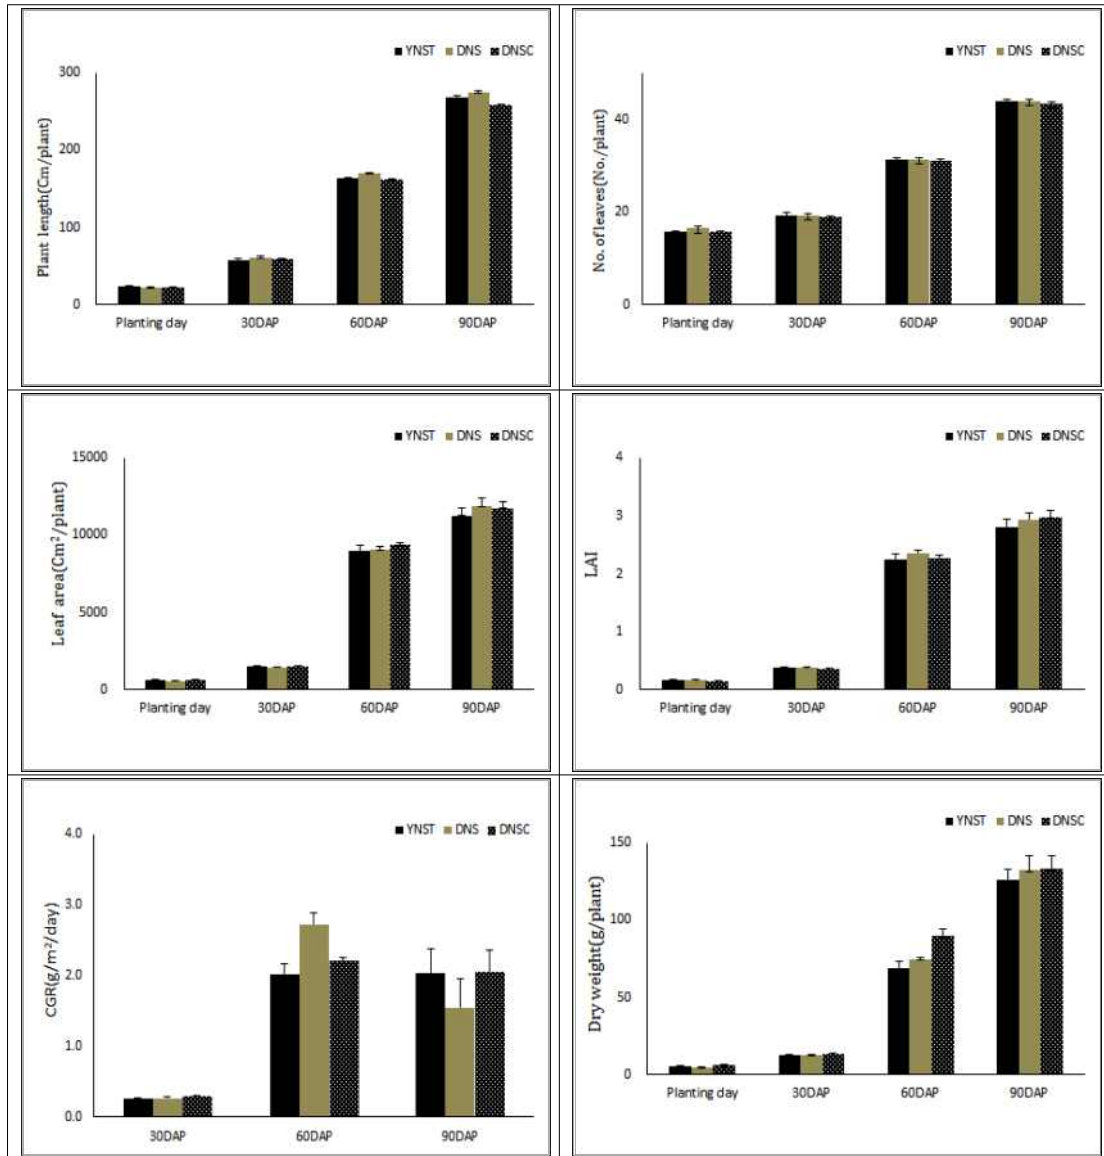 YNST DNS DNSC
Plant length(Cm/plant)
300
200
100
0
Planting day 30DAP 60DAP 90DAP
YNST DNS DNSC
No. of leaves(No./plant)
40
20
0
Planting day 30DAP 60DAP 90DAP
YNST DNS DNSC
Leaf area(Cm²/plant)
15000
10000
5000
0
Planting day 30DAP 60DAP 90DAP
YNST DNS DNSC
LAI
4
3
2
1
0
Planting day 30DAP 60DAP 90DAP
YNST DNS DNSC
CGR(g/m²/day)
4.0
3.0
2.0
1.0
0.0
30DAP 60DAP 90DAP
YNST DNS DNSC
Dry weight(g/plant)
150
100
50
0
Planting day 30DAP 60DAP 90DAP